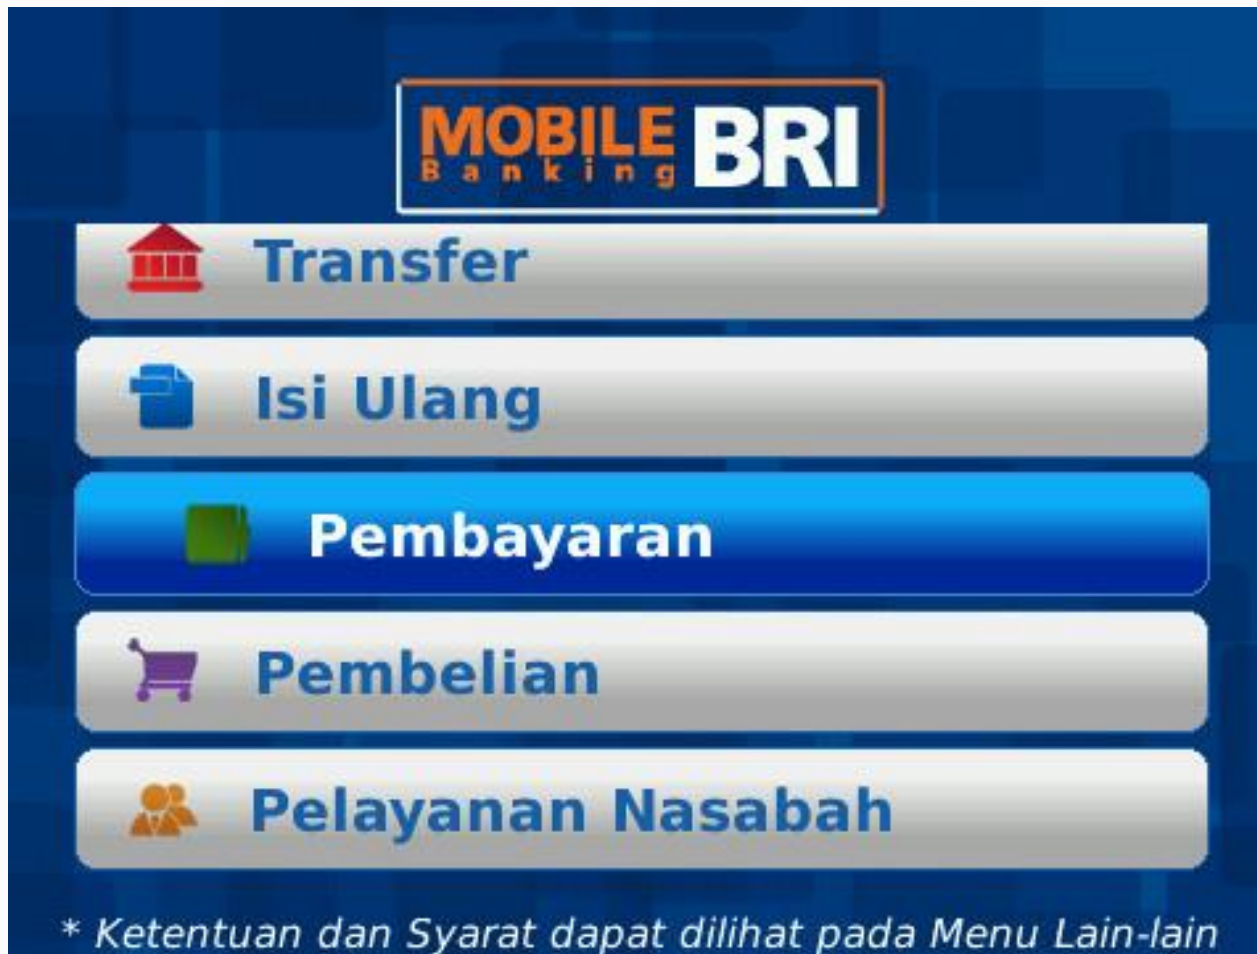 MOBILE BRI
Banking
Transfer
Isi Ulang
Pembayaran
Pembelian
Pelayanan Nasabah
* Ketentuan dan Syarat dapat dilihat pada Menu Lain-lain